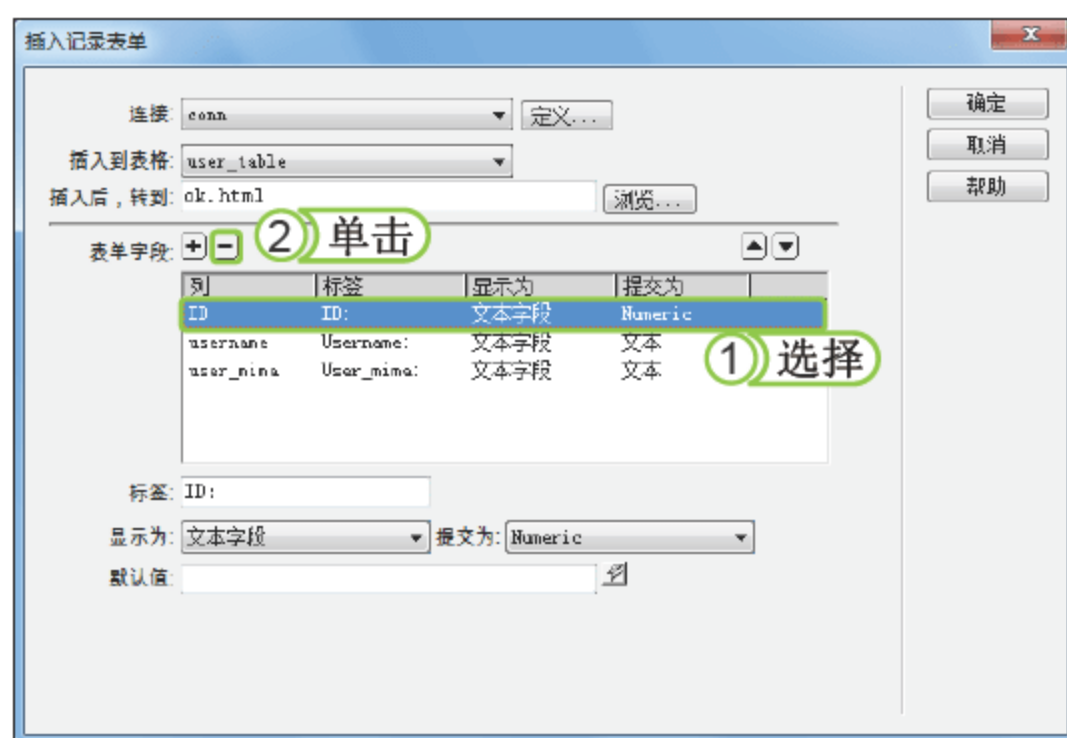 插入记录表单
连接: conn 定义...
确定
插入到表格: user_table
取消
插入后，转到: ok.html 浏览...
帮助
表单字段: + - ② 单击
列 标签 显示为 提交为
ID ID: 文本字段 Numeric
username Username: 文本字段 文本
user_mima User_mima: 文本字段 文本
① 选择
标签: ID:
显示为: 文本字段 提交为: Numeric
默认值: